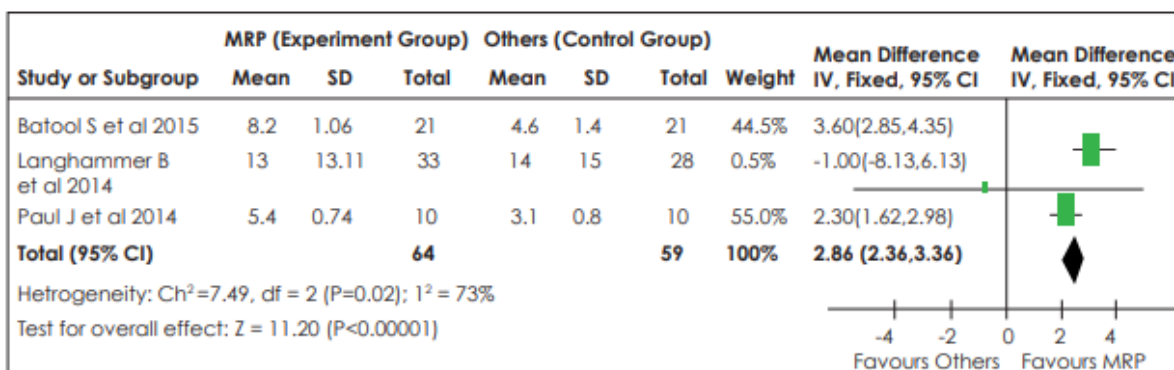 MRP (Experiment Group) Others (Control Group) Mean Difference Mean Difference
Study or Subgroup Mean SD Total Mean SD Total Weight IV, Fixed, 95% CI IV, Fixed, 95% CI
Batool S et al 2015 8.2 1.06 21 4.6 1.4 21 44.5% 3.60(2.85,4.35)
Langhammer B 13 13.11 33 14 15 28 0.5% -1.00(-8.13,6.13)
et al 2014
Paul J et al 2014 5.4 0.74 10 3.1 0.8 10 55.0% 2.30(1.62,2.98)
Total (95% CI) 64 59 100% 2.86 (2.36,3.36)
Hetrogeneity: Ch²=7.49, df = 2 (P=0.02); 1² = 73%
Test for overall effect: Z = 11.20 (P<0.00001)
-4 -2 0 2 4
Favours Others Favours MRP